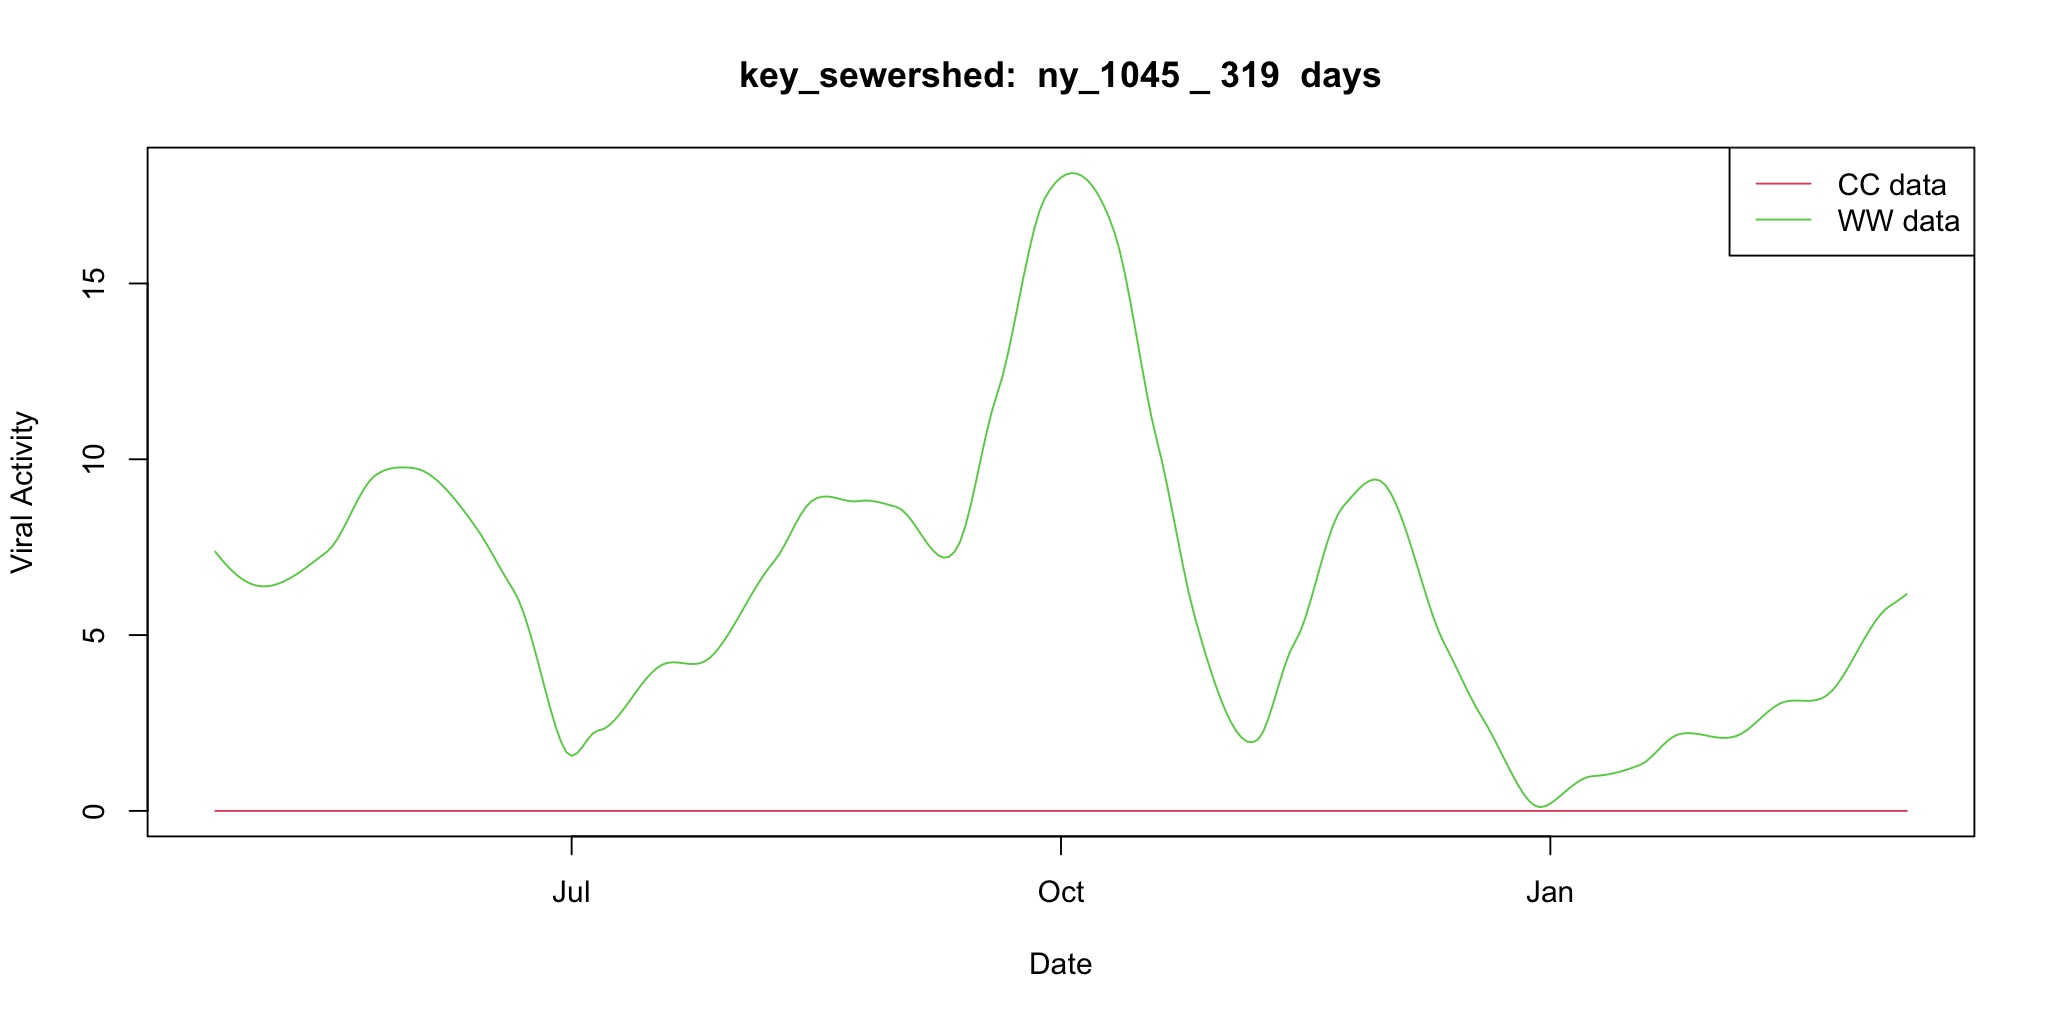 key_sewershed:  ny_1045 _ 319  days
CC data
WW data
Viral Activity
15
10
5
0
Jul
Oct
Jan
Date